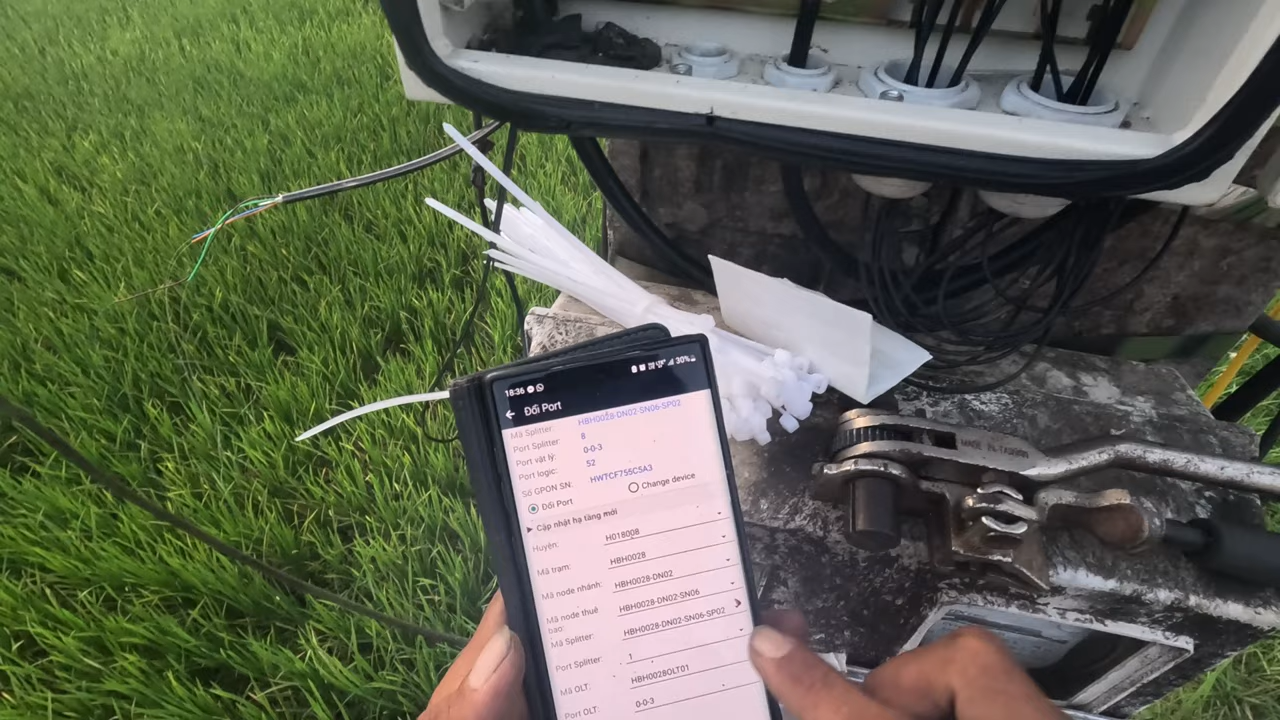 18:36 30%
Đổi Port
Mã Splitter: HBH0028-DN02-SN06-SP02
Port Splitter: 8
Port vật lý: 0-0-3
Port logic: 52
Số GPON SN: HWTCF755C5A3
Đổi Port Change device
Cập nhật hạ tầng mới
Huyện: H018008
Mã trạm: HBH0028
Mã node nhánh: HBH0028-DN02
Mã node thuê bao: HBH0028-DN02-SN06
Mã Splitter: HBH0028-DN02-SN06-SP02
Port Splitter: 1
Mã OLT: HBH0028OLT01
Port OLT: 0-0-3
MADE IN TAIWAN